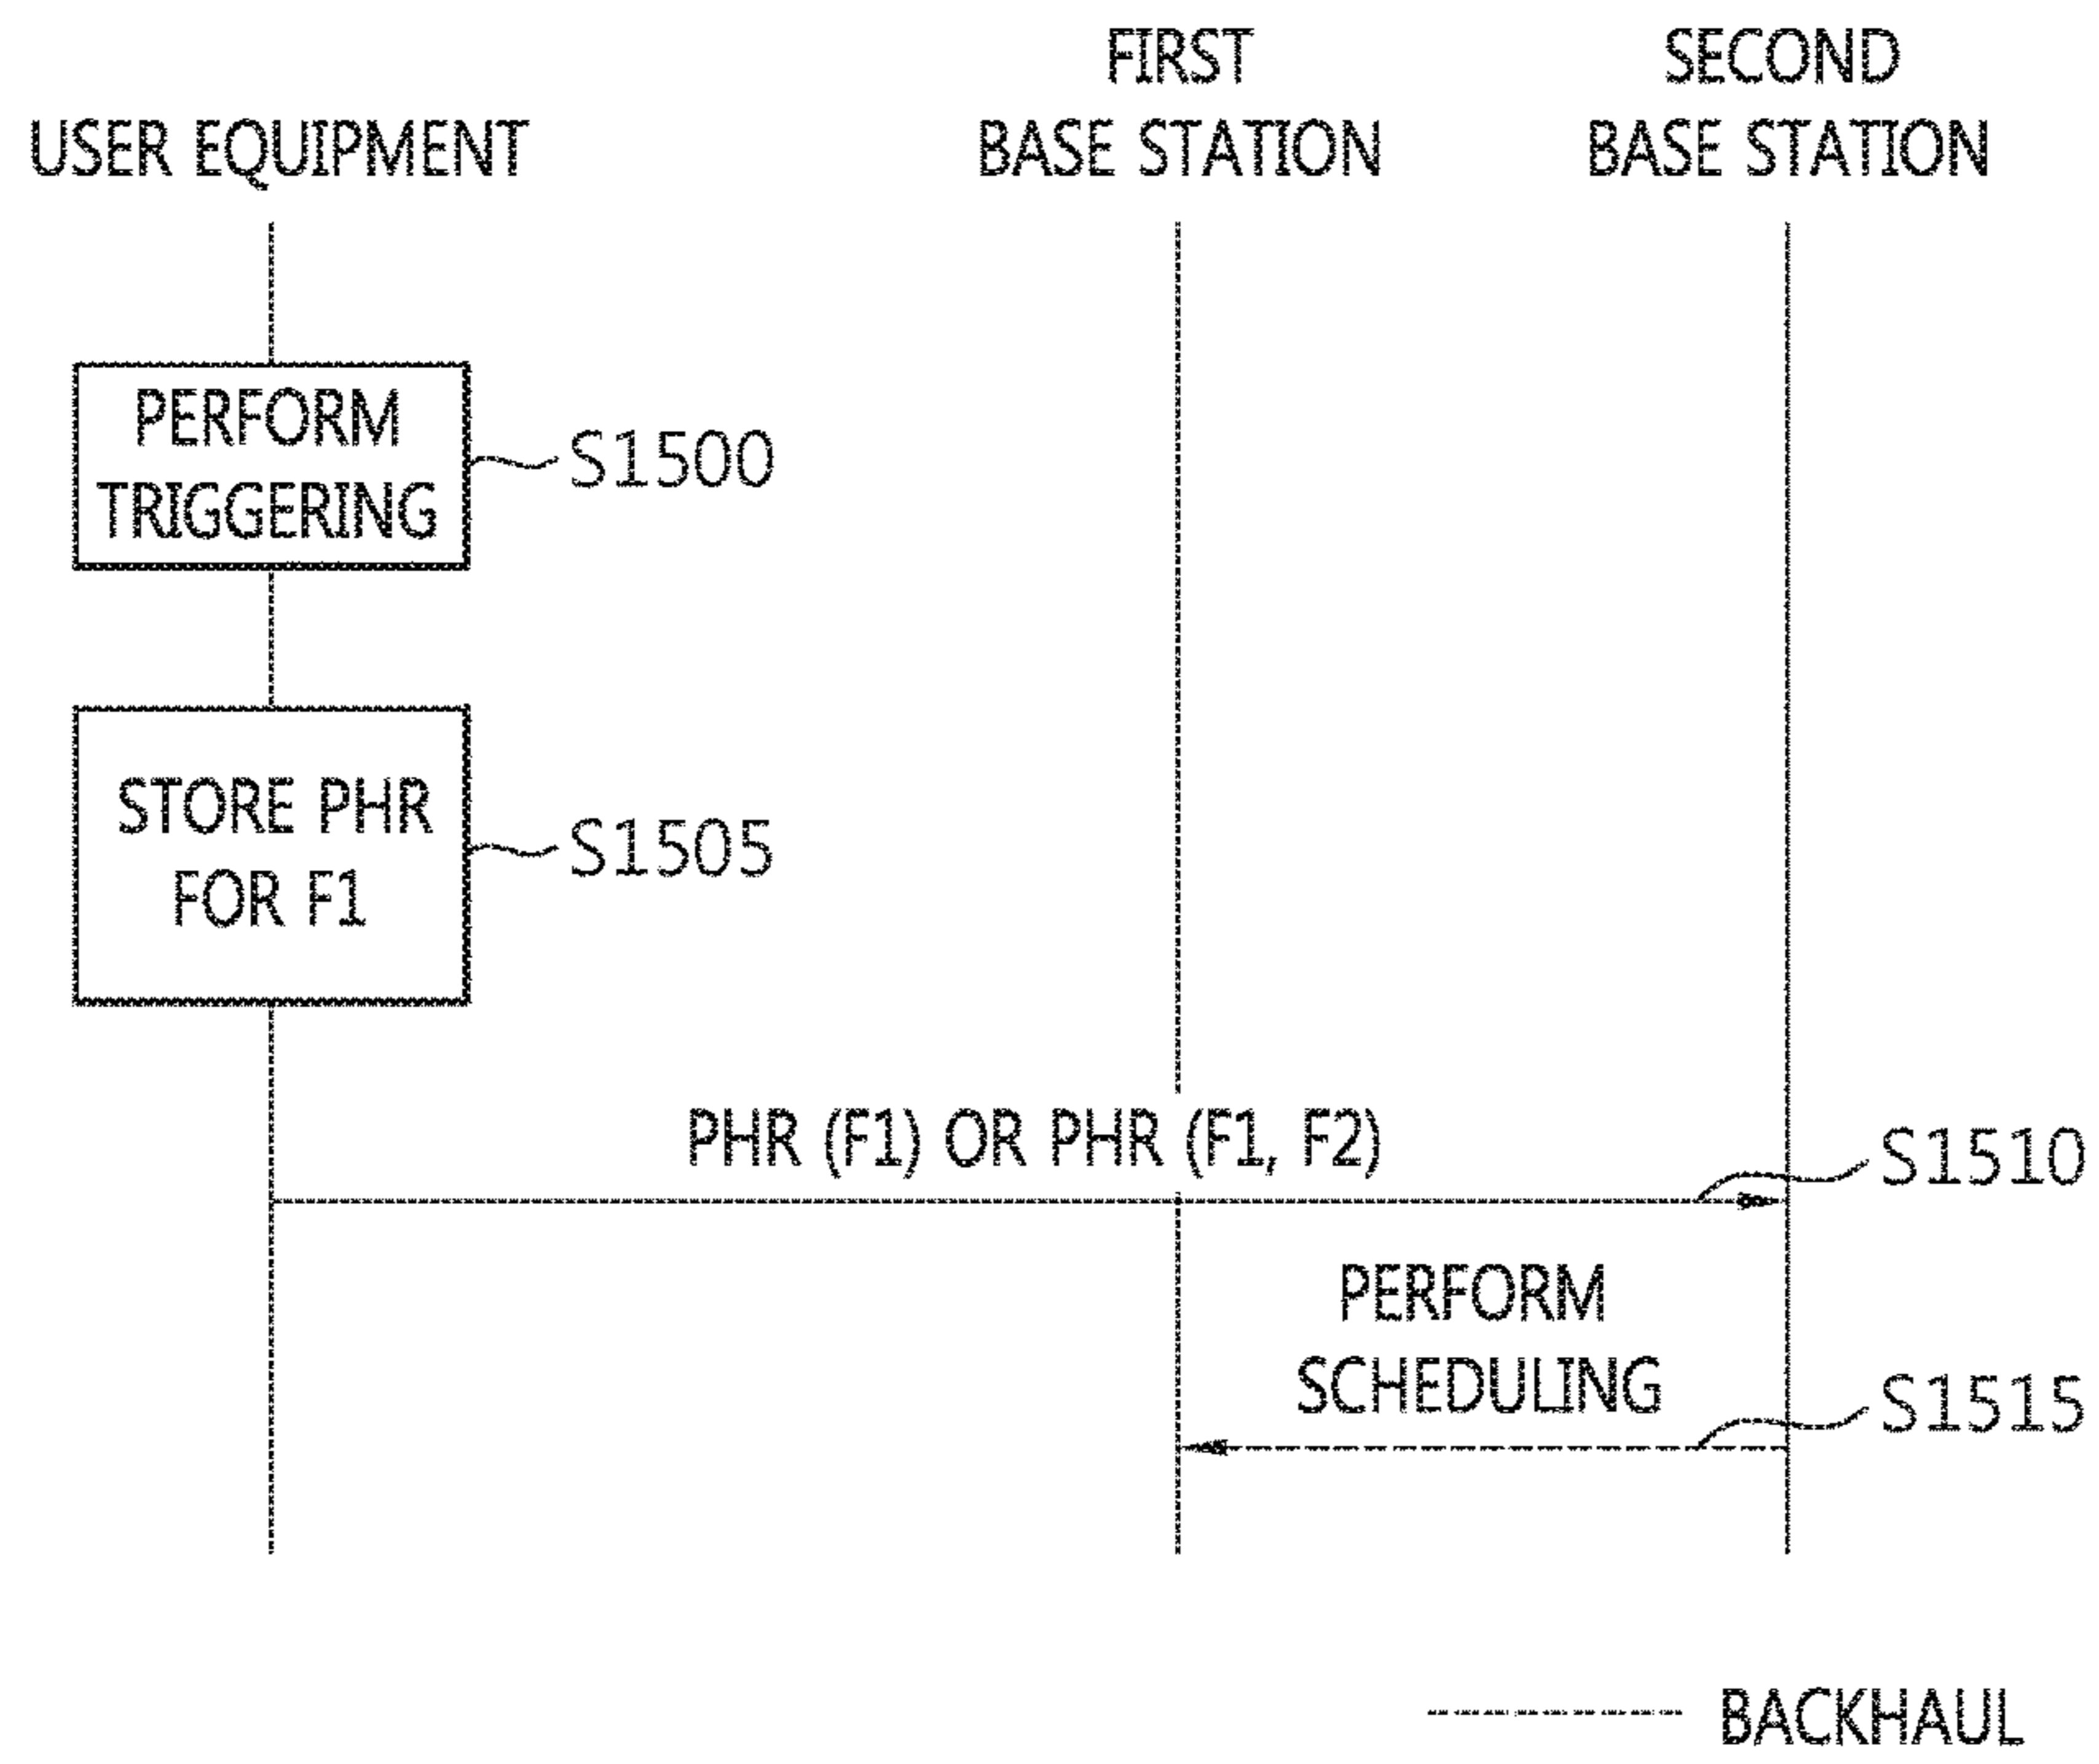 USER EQUIPMENT
FIRST
BASE STATION
SECOND
BASE STATION
PERFORM
TRIGGERING
S1500
STORE PHR
FOR F1
S1505
PHR (F1) OR PHR (F1, F2)
S1510
PERFORM
SCHEDULING
S1515
BACKHAUL